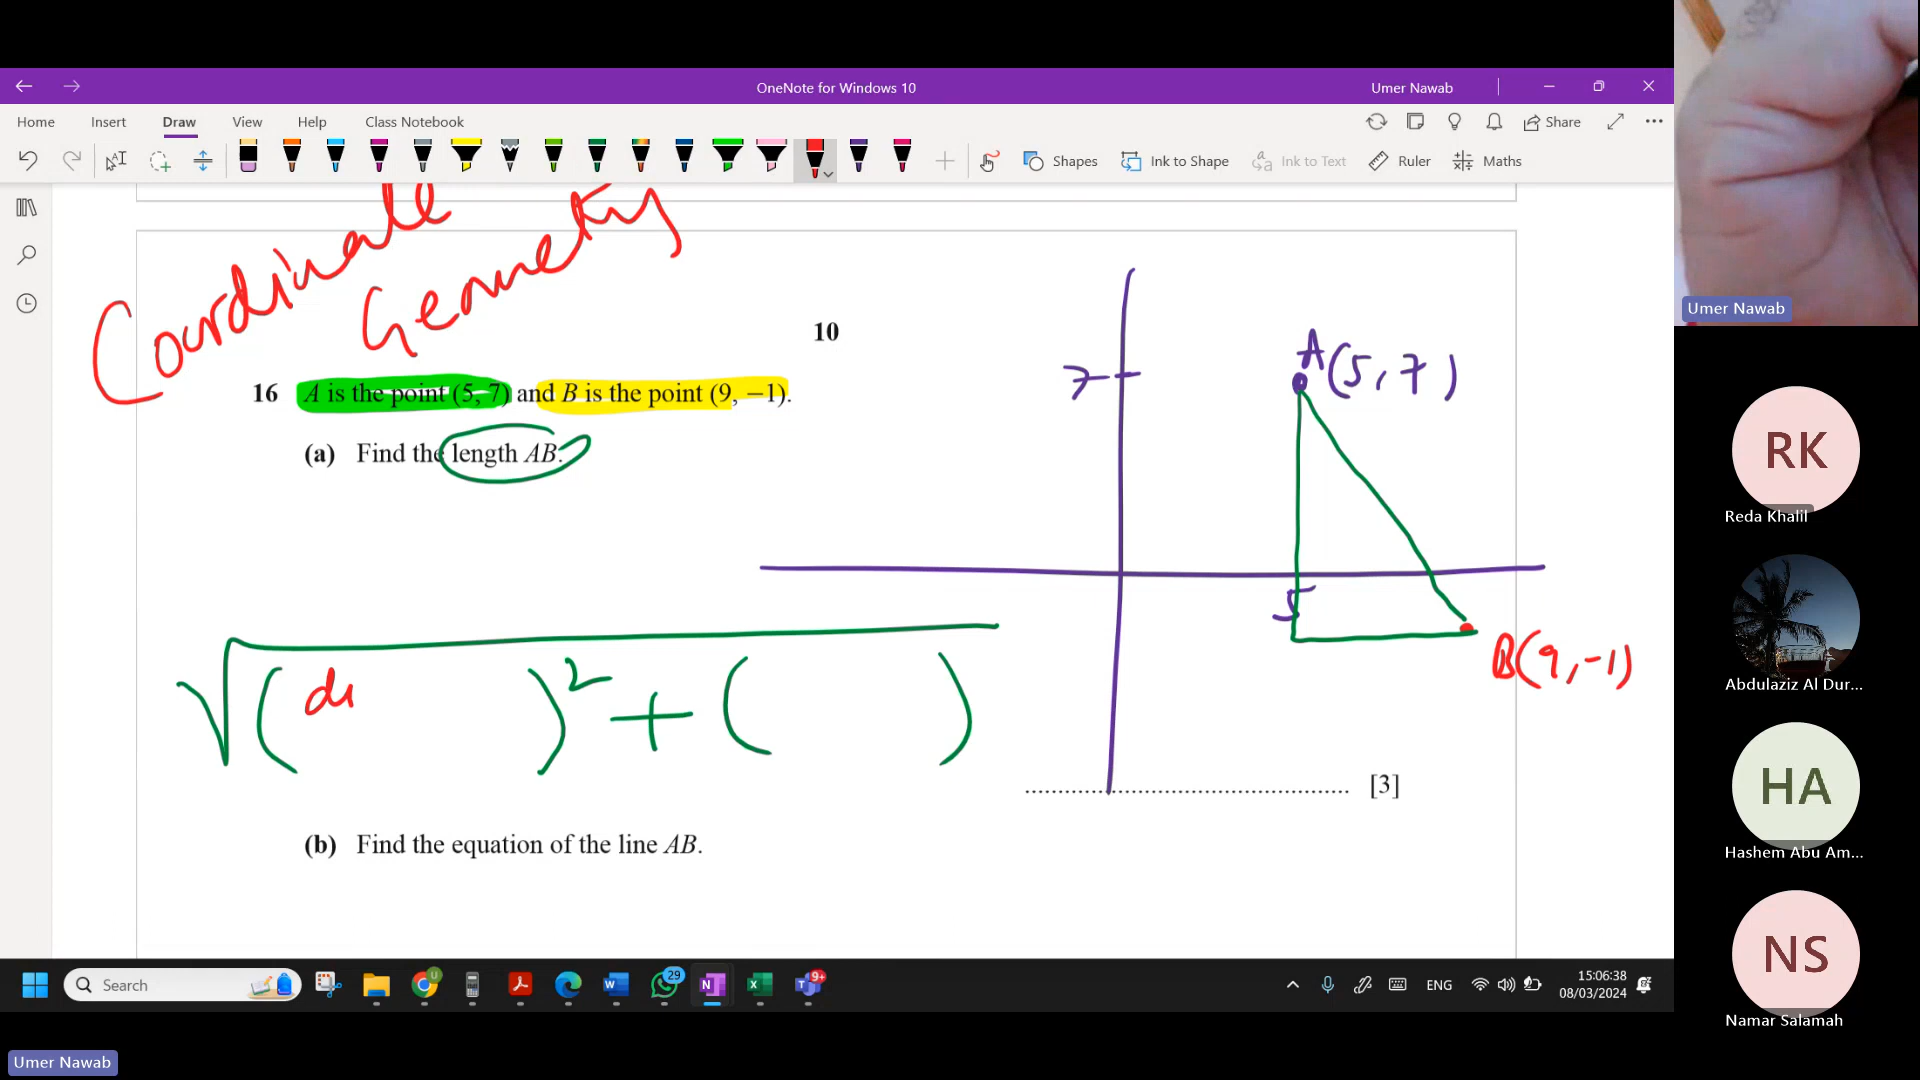 OneNote for Windows 10
Umer Nawab
Home Insert Draw View Help Class Notebook
Share
Shapes Ink to Shape Ink to Text Ruler Maths
Umer Nawab
Coordinate
Geometry
10
16 A is the point (5, 7) and B is the point (9, −1).
(a) Find the length AB.
A(5, 7)
7
5
B(9, -1)
√( di )² + ( )
[3]
(b) Find the equation of the line AB.
RK
Reda Khalil
Abdulaziz Al Dur...
HA
Hashem Abu Am...
NS
Namar Salamah
Search
U
29
9+
ENG
15:06:38
08/03/2024
Umer Nawab